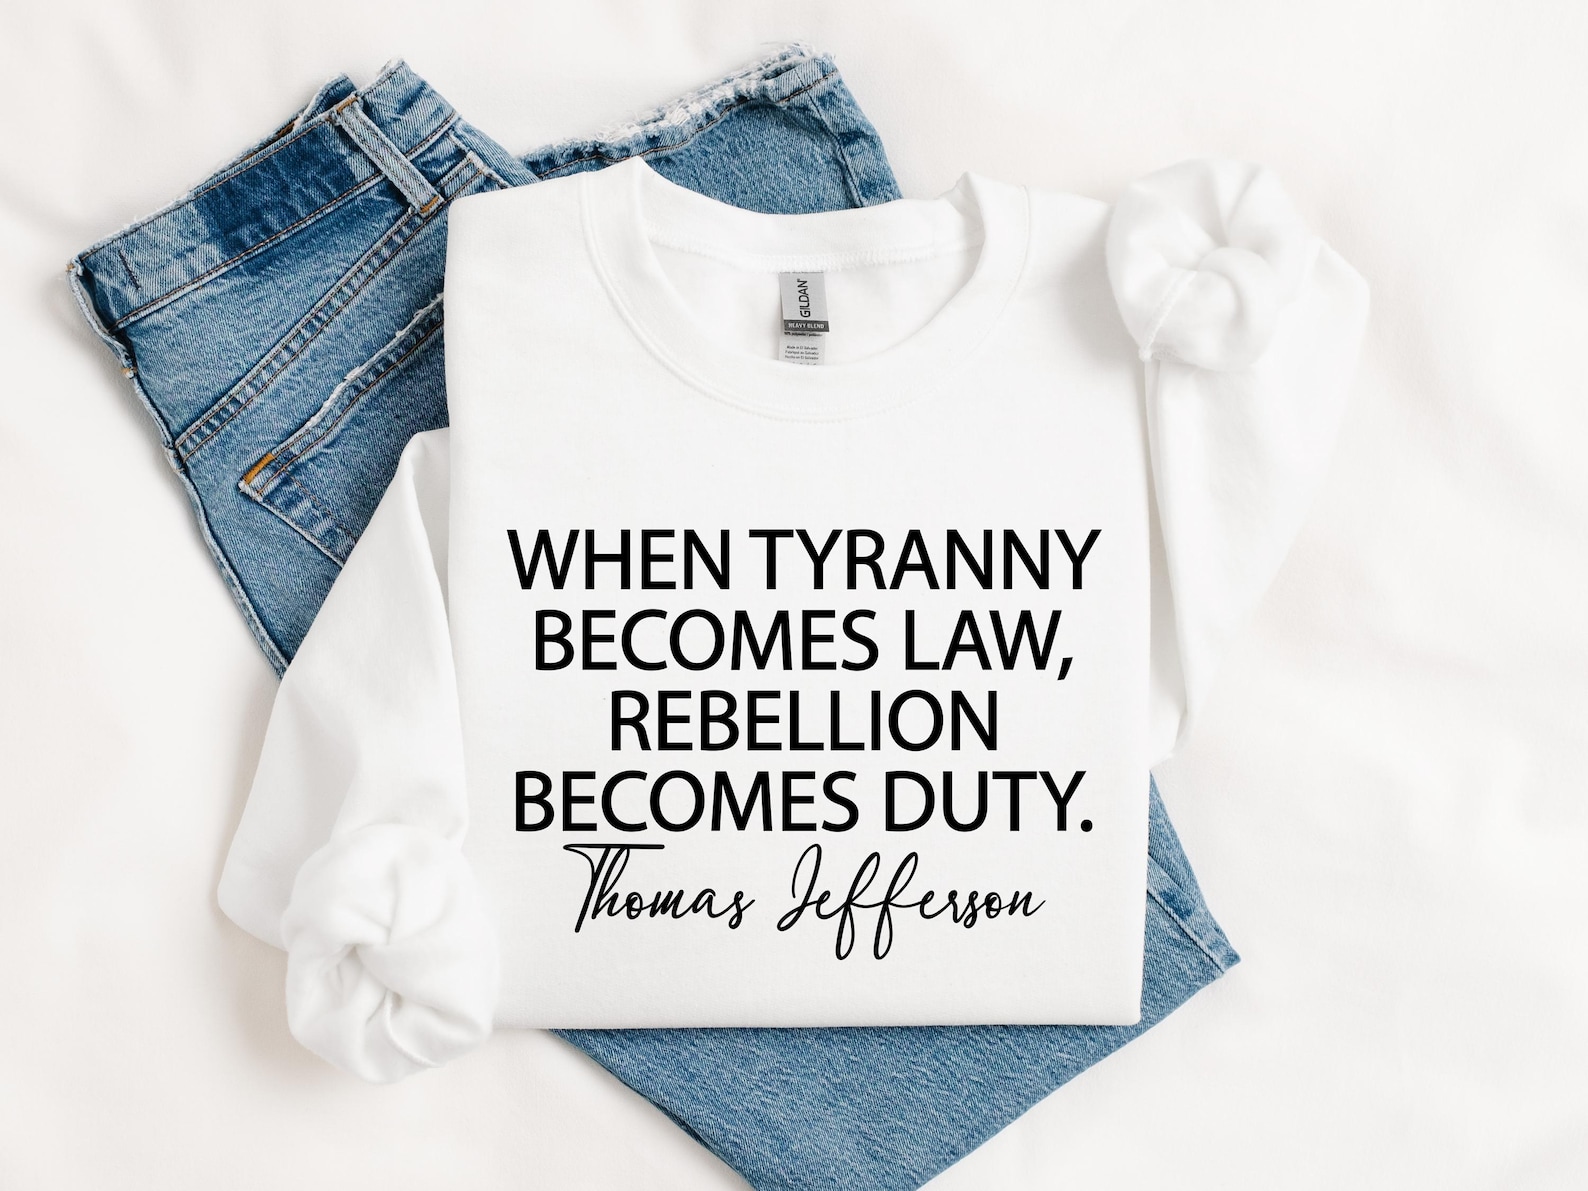 GILDAN
HEAVY BLEND
WHEN TYRANNY
BECOMES LAW,
REBELLION
BECOMES DUTY.
Thomas Jefferson